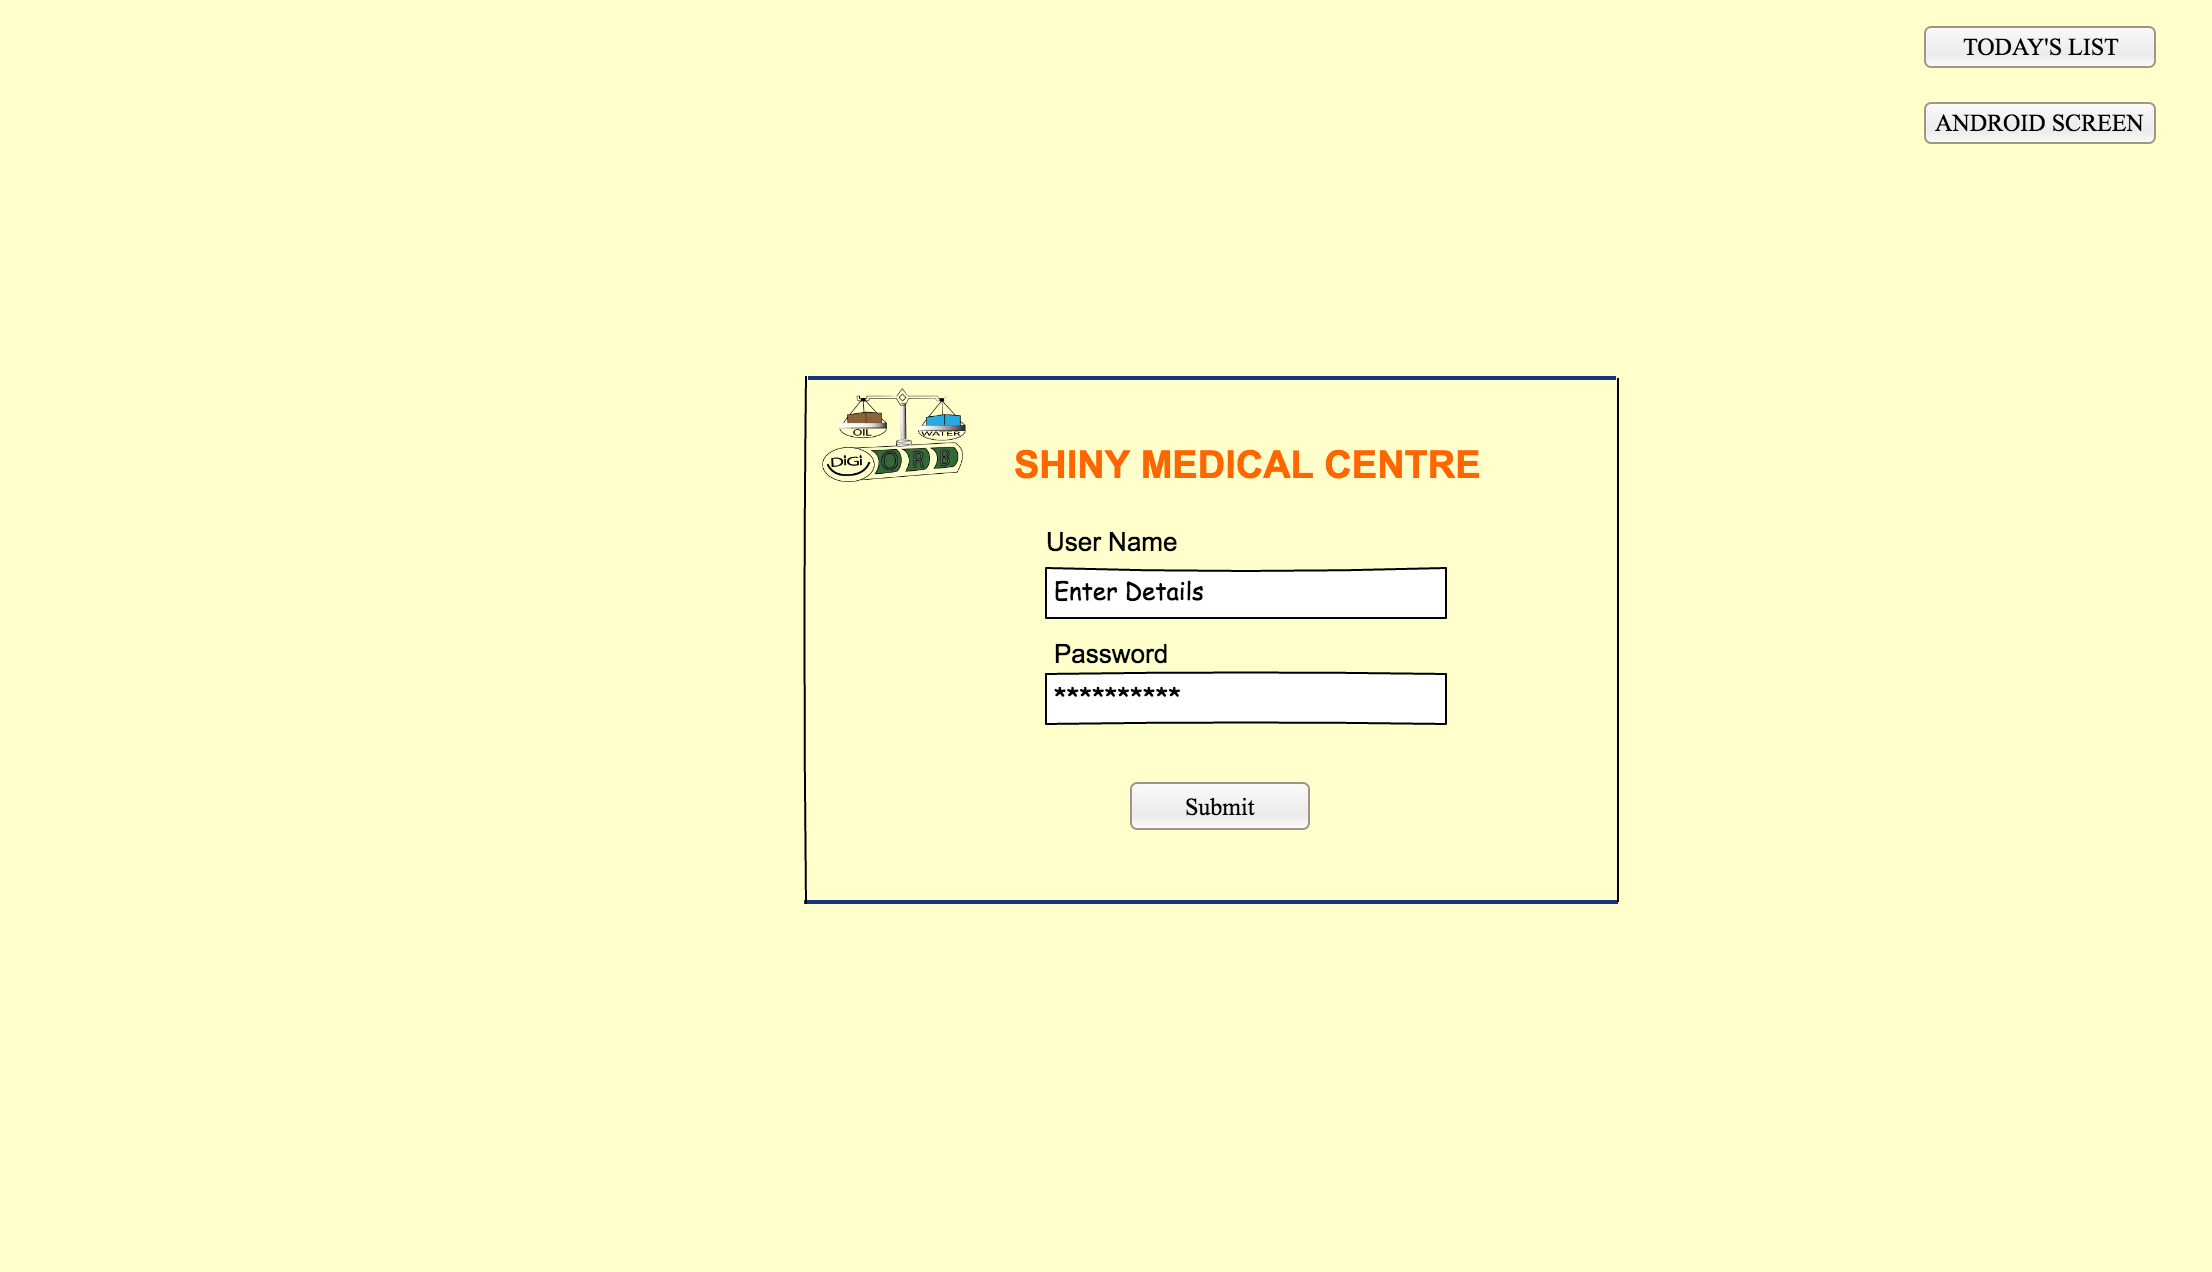 TODAY'S LIST
ANDROID SCREEN
OIL
WATER
DiGi ORB
SHINY MEDICAL CENTRE
User Name
Enter Details
Password
**********
Submit